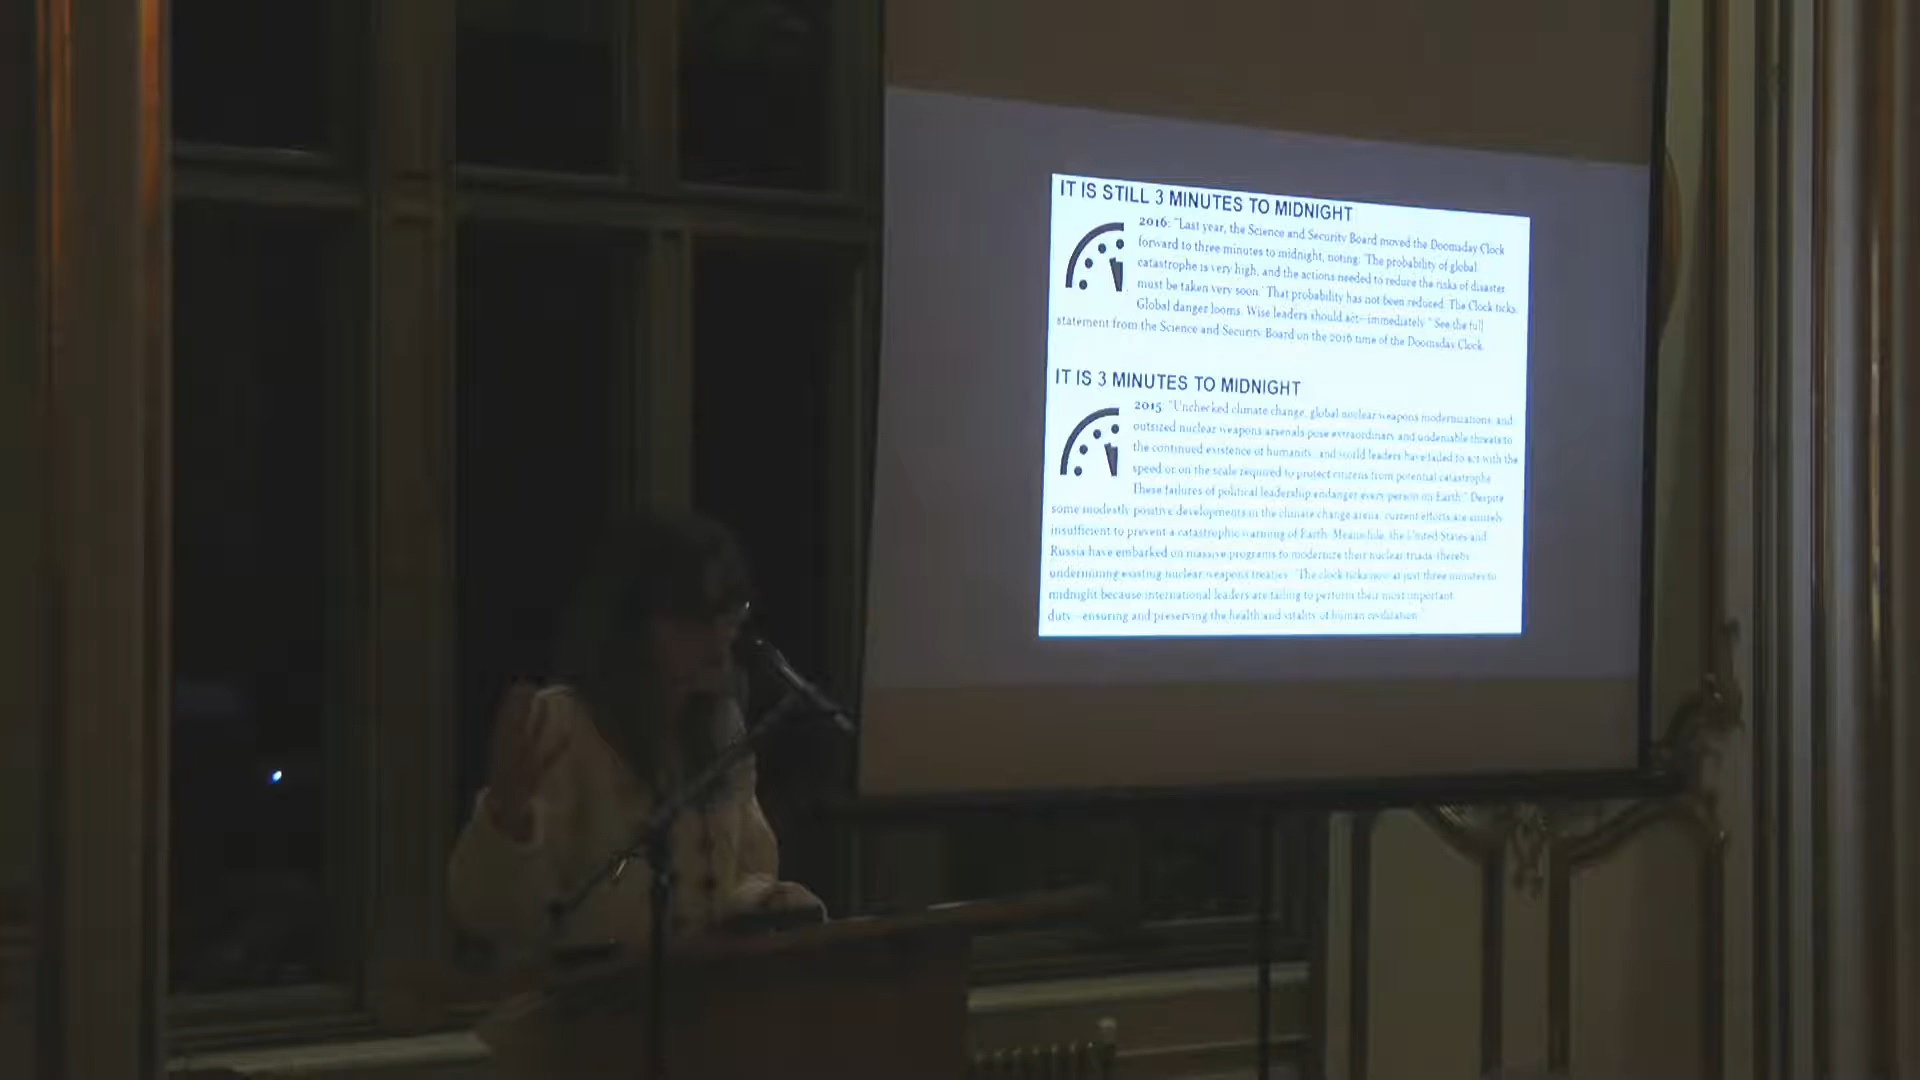 IT IS STILL 3 MINUTES TO MIDNIGHT
2016: "Last year, the Science and Security Board moved the Doomsday Clock
forward to three minutes to midnight, noting: 'The probability of global
catastrophe is very high, and the actions needed to reduce the risks of disaster
must be taken very soon.' That probability has not been reduced. The Clock ticks.
Global danger looms. Wise leaders should act—immediately." See the full
statement from the Science and Security Board on the 2016 time of the Doomsday Clock.
IT IS 3 MINUTES TO MIDNIGHT
2015: "Unchecked climate change, global nuclear weapons modernizations, and
outsized nuclear weapons arsenals pose extraordinary and undeniable threats to
the continued existence of humanity, and world leaders have failed to act with the
speed or on the scale required to protect citizens from potential catastrophe.
These failures of political leadership endanger every person on Earth." Despite
some modestly positive developments in the climate change arena, current efforts are entirely
insufficient to prevent a catastrophic warming of Earth. Meanwhile, the United States and
Russia have embarked on massive programs to modernize their nuclear triads—thereby
undermining existing nuclear weapons treaties. "The clock ticks now at just three minutes to
midnight because international leaders are failing to perform their most important
duty—ensuring and preserving the health and vitality of human civilization."